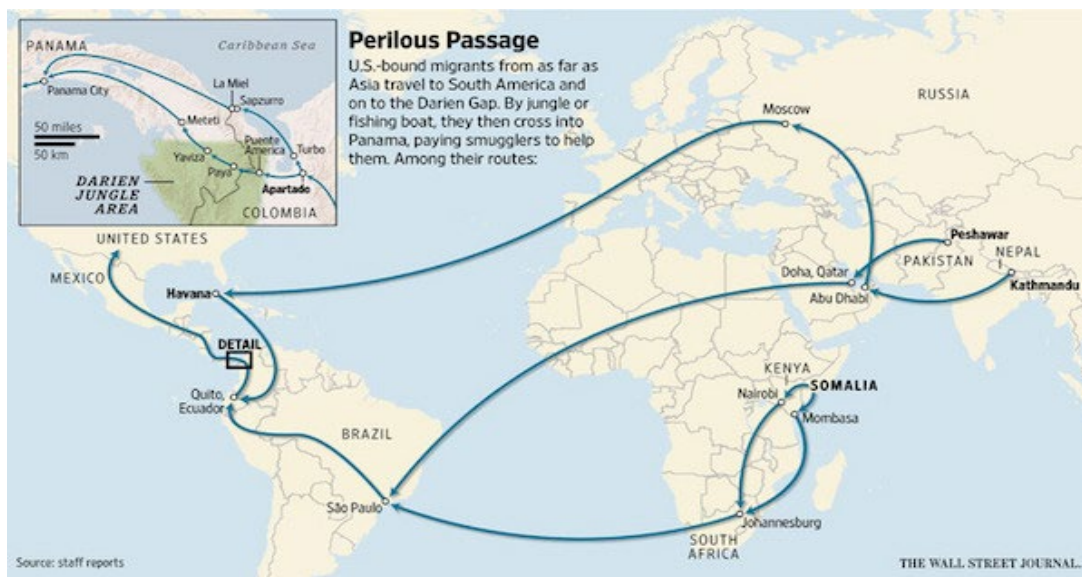 PANAMA
Caribbean Sea
La Miel
Sapzurro
Panama City
Meteti
50 miles
50 km
Puente
America
Turbo
Yaviza
Paya
Apartado
DARIEN
JUNGLE
AREA
COLOMBIA
Perilous Passage
U.S.-bound migrants from as far as
Asia travel to South America and
on to the Darien Gap. By jungle or
fishing boat, they then cross into
Panama, paying smugglers to help
them. Among their routes:
Moscow
RUSSIA
UNITED STATES
MEXICO
Havana
DETAIL
Quito,
Ecuador
BRAZIL
São Paulo
Peshawar
NEPAL
PAKISTAN
Kathmandu
Doha, Qatar
Abu Dhabi
KENYA
SOMALIA
Nairobi
Mombasa
Johannesburg
SOUTH
AFRICA
Source: staff reports
THE WALL STREET JOURNAL.